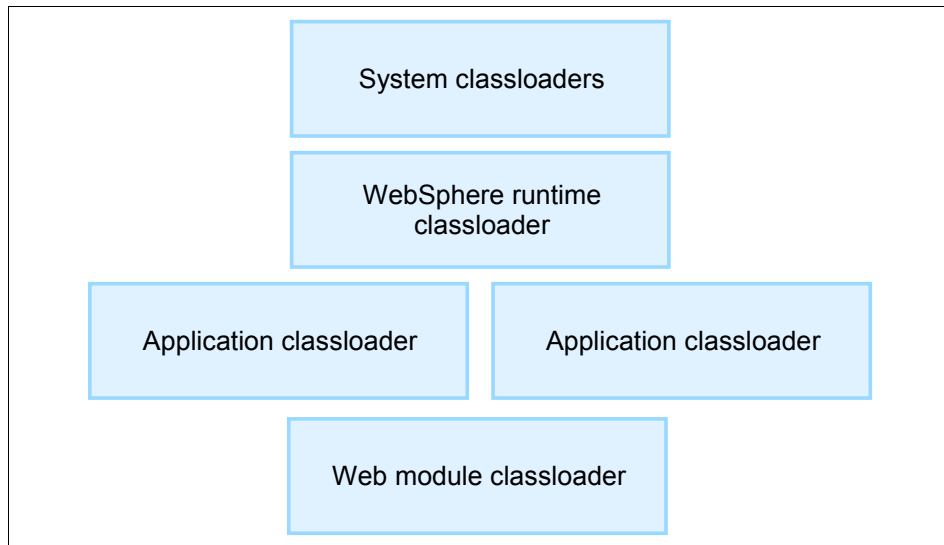 System classloaders
WebSphere runtime
classloader
Application classloader
Application classloader
Web module classloader